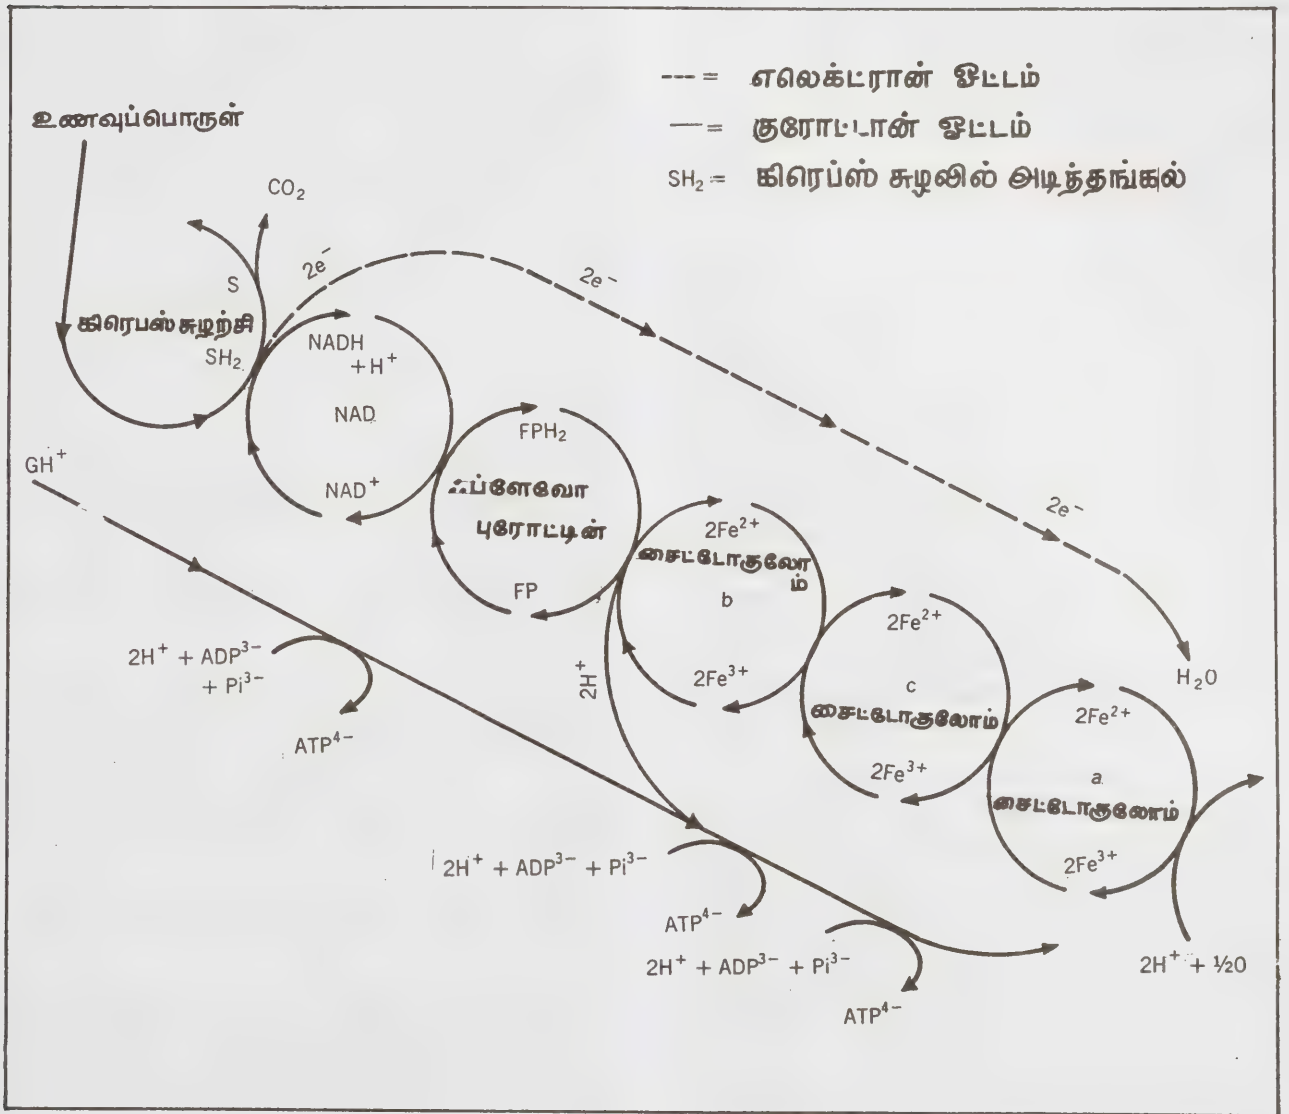 ---= எலெக்ட்ரான் ஓட்டம்
—= குரோட்டான் ஓட்டம்
SH₂= கிரெப்ஸ் சுழலில் அடித்தங்கல்
உணவுப்பொருள்
CO₂
2e⁻
2e⁻
S
கிரெபஸ் சுழற்சி
SH₂
NADH
+H⁺
NAD
NAD⁺
GH⁺
FPH₂
ஃப்ளேவோ
புரோட்டின்
FP
2e⁻
2Fe²⁺
சைட்டோகுலோ
ம்
b
2Fe³⁺
2H⁺
2Fe²⁺
c
சைட்டோகுலோம்
2Fe³⁺
H₂O
2Fe²⁺
a
சைட்டோகுலோம்
2Fe³⁺
2H⁺ + ADP³⁻
+ Pi³⁻
ATP⁴⁻
2H⁺ + ADP³⁻ + Pi³⁻
ATP⁴⁻
2H⁺ + ADP³⁻ + Pi³⁻
ATP⁴⁻
2H⁺ + ½O